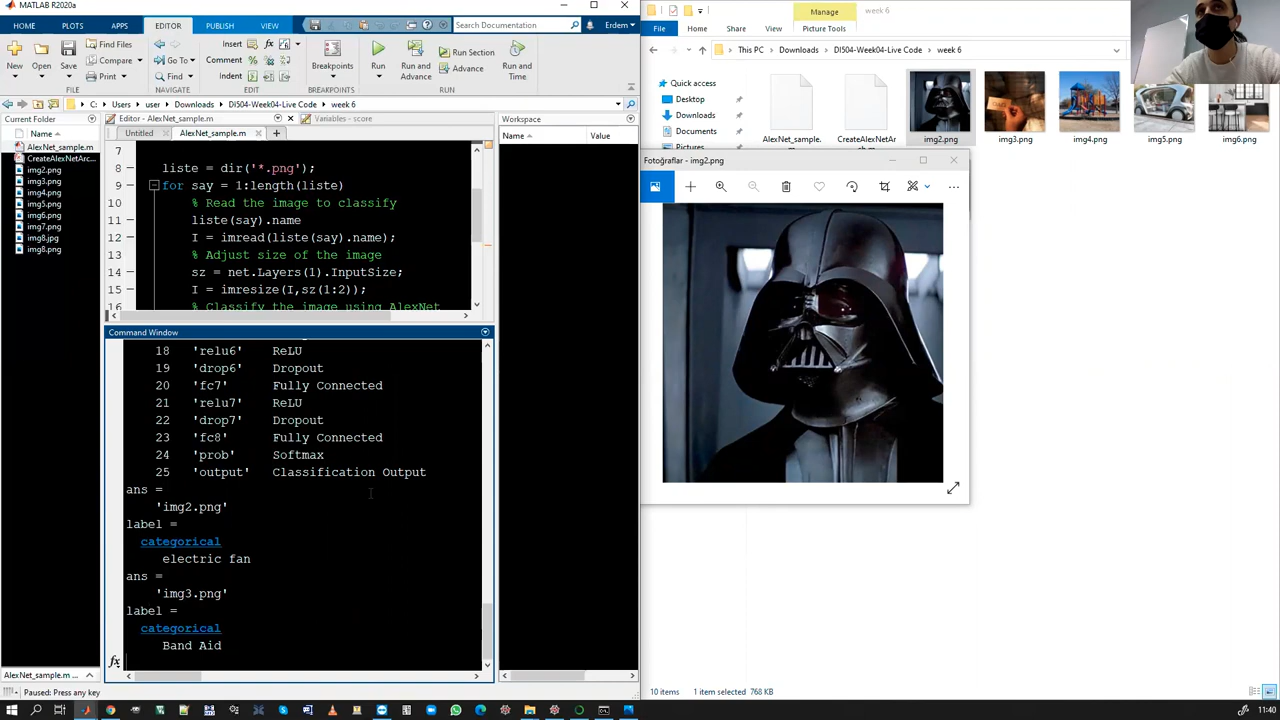 MATLAB R2020a
HOME
PLOTS
APPS
EDITOR
PUBLISH
VIEW
Search Documentation
Erdem
New
Open
Save
Find Files
Compare
Print
Go To
Find
Insert
Comment
Indent
Breakpoints
Run
Run and
Advance
Run Section
Advance
Run and
Time
FILE
NAVIGATE
EDIT
BREAKPOINTS
RUN
C:
Users
user
Downloads
DI504-Week04-Live Code
week 6
Current Folder
Name
AlexNet_sample.m
CreateAlexNetArc...
img2.png
img3.png
img4.png
img5.png
img6.png
img7.png
img8.jpg
img8.png
AlexNet_sample.m ...
Editor - AlexNet_sample.m
Variables - score
Untitled
AlexNet_sample.m
7
8 liste = dir('*.png');
9 for say = 1:length(liste)
10 % Read the image to classify
11 liste(say).name
12 I = imread(liste(say).name);
13 % Adjust size of the image
14 sz = net.Layers(1).InputSize;
15 I = imresize(I,sz(1:2));
16 % Classify the image using AlexNet
Command Window
18 'relu6' ReLU
19 'drop6' Dropout
20 'fc7' Fully Connected
21 'relu7' ReLU
22 'drop7' Dropout
23 'fc8' Fully Connected
24 'prob' Softmax
25 'output' Classification Output
ans =
'img2.png'
label =
categorical
electric fan
ans =
'img3.png'
label =
categorical
Band Aid
fx
Workspace
Name
Value
Paused: Press any key
week 6
Manage
File
Home
Share
View
Picture Tools
This PC
Downloads
DI504-Week04-Live Code
week 6
Quick access
Desktop
Downloads
Documents
Pictures
AlexNet_sample.
CreateAlexNetAr
img2.png
img3.png
img4.png
img5.png
img6.png
Fotoğraflar - img2.png
10 items
1 item selected 768 KB
11:40